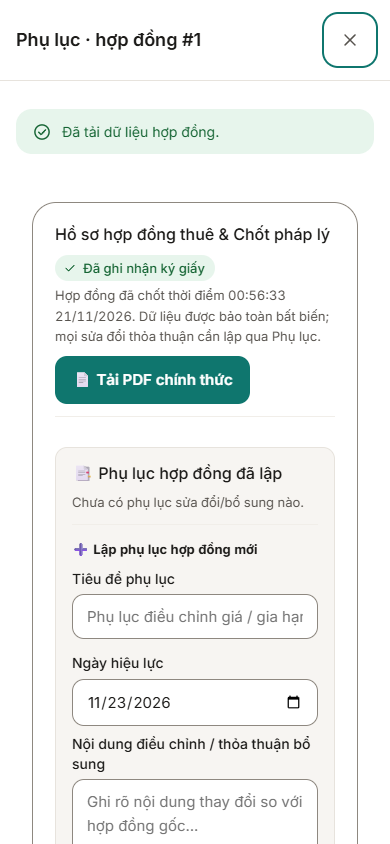 Phụ lục · hợp đồng #1
Đã tải dữ liệu hợp đồng.
Hồ sơ hợp đồng thuê & Chốt pháp lý
Đã ghi nhận ký giấy
Hợp đồng đã chốt thời điểm 00:56:33
21/11/2026. Dữ liệu được bảo toàn bất biến;
mọi sửa đổi thỏa thuận cần lập qua Phụ lục.
Tải PDF chính thức
Phụ lục hợp đồng đã lập
Chưa có phụ lục sửa đổi/bổ sung nào.
Lập phụ lục hợp đồng mới
Tiêu đề phụ lục
Phụ lục điều chỉnh giá / gia hạn
Ngày hiệu lực
11/23/2026
Nội dung điều chỉnh / thỏa thuận bổ
sung
Ghi rõ nội dung thay đổi so với
hợp đồng gốc...